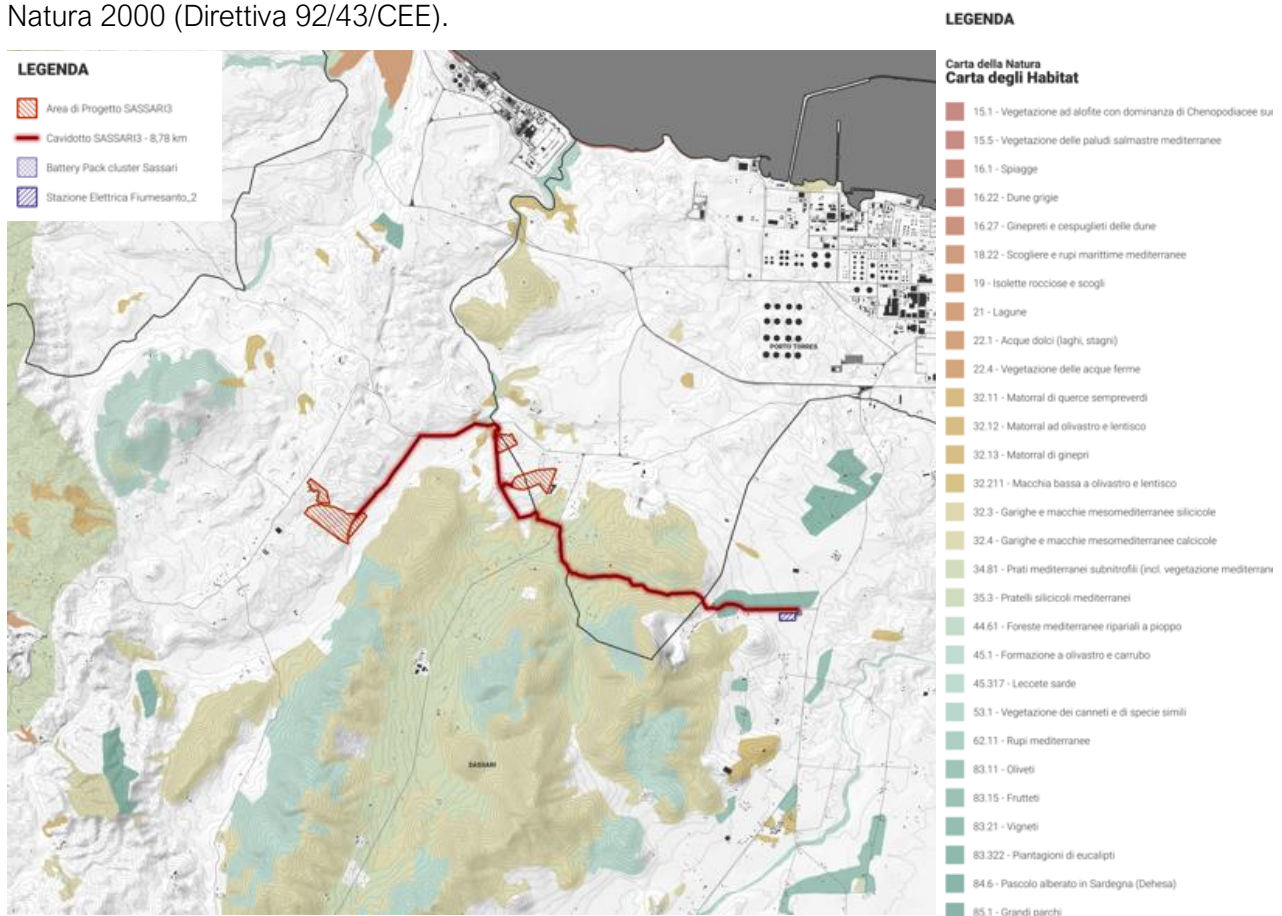 Natura 2000 (Direttiva 92/43/CEE).
LEGENDA
Area di Progetto SASSARI3
Cavidotto SASSARI3 - 8,78 km
Battery Pack cluster Sassari
Stazione Elettrica Fiumesanto_2
PORTO TORRES
SASSARI
LEGENDA
Carta della Natura
Carta degli Habitat
15.1 - Vegetazione ad alofite con dominanza di Chenopodiacee suc
15.5 - Vegetazione delle paludi salmastre mediterranee
16.1 - Spiagge
16.22 - Dune grigie
16.27 - Ginepreti e cespuglieti delle dune
18.22 - Scogliere e rupi marittime mediterranee
19 - Isolette rocciose e scogli
21 - Lagune
22.1 - Acque dolci (laghi, stagni)
22.4 - Vegetazione delle acque ferme
32.11 - Matorral di querce sempreverdi
32.12 - Matorral ad olivastro e lentisco
32.13 - Matorral di ginepri
32.211 - Macchia bassa a olivastro e lentisco
32.3 - Garighe e macchie mesomediterranee silicicole
32.4 - Garighe e macchie mesomediterranee calcicole
34.81 - Prati mediterranei subnitrofili (incl. vegetazione mediterrane
35.3 - Pratelli silicicoli mediterranei
44.61 - Foreste mediterranee ripariali a pioppo
45.1 - Formazione a olivastro e carrubo
45.317 - Leccete sarde
53.1 - Vegetazione dei canneti e di specie simili
62.11 - Rupi mediterranee
83.11 - Oliveti
83.15 - Frutteti
83.21 - Vigneti
83.322 - Piantagioni di eucalipti
84.6 - Pascolo alberato in Sardegna (Dehesa)
85.1 - Grandi parchi